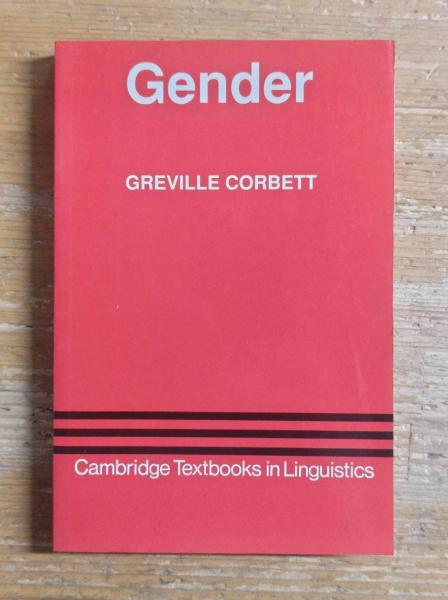 Gender
GREVILLE CORBETT
Cambridge Textbooks in Linguistics